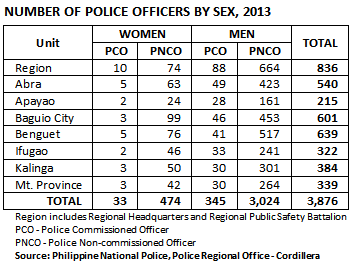 NUMBER OF POLICE OFFICERS BY SEX, 2013
Unit WOMEN MEN TOTAL
PCO PNCO PCO PNCO
Region 10 74 88 664 836
Abra 5 63 49 423 540
Apayao 2 24 28 161 215
Baguio City 3 99 46 453 601
Benguet 5 76 41 517 639
Ifugao 2 46 33 241 322
Kalinga 3 50 30 301 384
Mt. Province 3 42 30 264 339
TOTAL 33 474 345 3,024 3,876
Region includes Regional Headquarters and Regional Public Safety Battalion
PCO - Police Commissioned Officer
PNCO - Police Non-commissioned Officer
Source: Philippine National Police, Police Regional Office - Cordillera